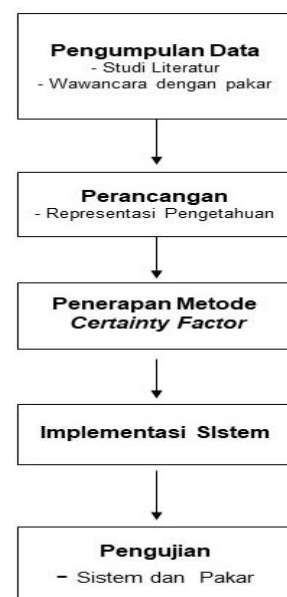 Pengumpulan Data
- Studi Literatur
- Wawancara dengan pakar
Perancangan
- Representasi Pengetahuan
Penerapan Metode
Certainty Factor
Implementasi SIstem
Pengujian
- Sistem dan Pakar